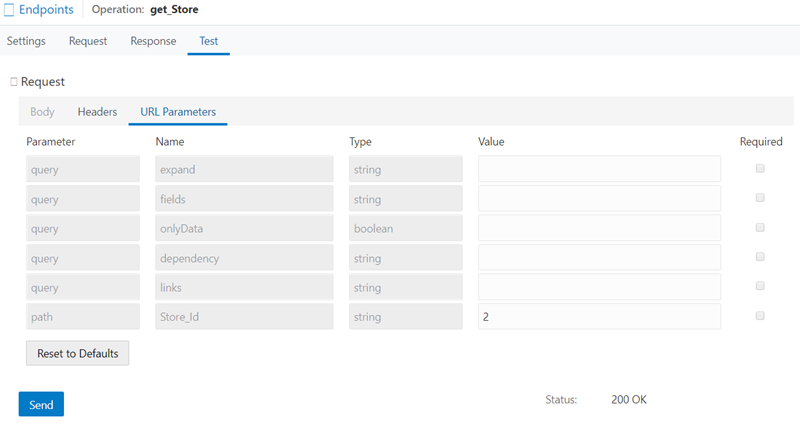 Endpoints Operation: get_Store
Settings Request Response Test
Request
Body Headers URL Parameters
Parameter Name Type Value Required
query expand string
query fields string
query onlyData boolean
query dependency string
query links string
path Store_Id string 2
Reset to Defaults
Send Status: 200 OK